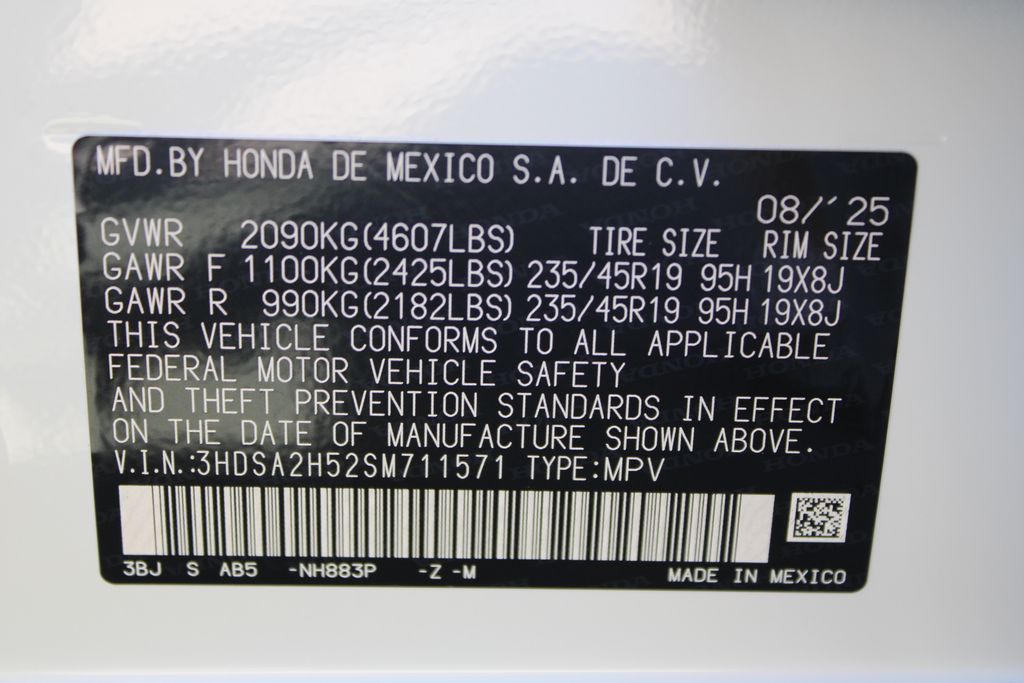 MFD.BY HONDA DE MEXICO S.A. DE C.V.
08/´25
GVWR 2090KG(4607LBS) TIRE SIZE RIM SIZE
GAWR F 1100KG(2425LBS) 235/45R19 95H 19X8J
GAWR R 990KG(2182LBS) 235/45R19 95H 19X8J
THIS VEHICLE CONFORMS TO ALL APPLICABLE
FEDERAL MOTOR VEHICLE SAFETY
AND THEFT PREVENTION STANDARDS IN EFFECT
ON THE DATE OF MANUFACTURE SHOWN ABOVE.
V.I.N.:3HDSA2H52SM711571 TYPE:MPV
3BJ S AB5 -NH883P -Z -M MADE IN MEXICO